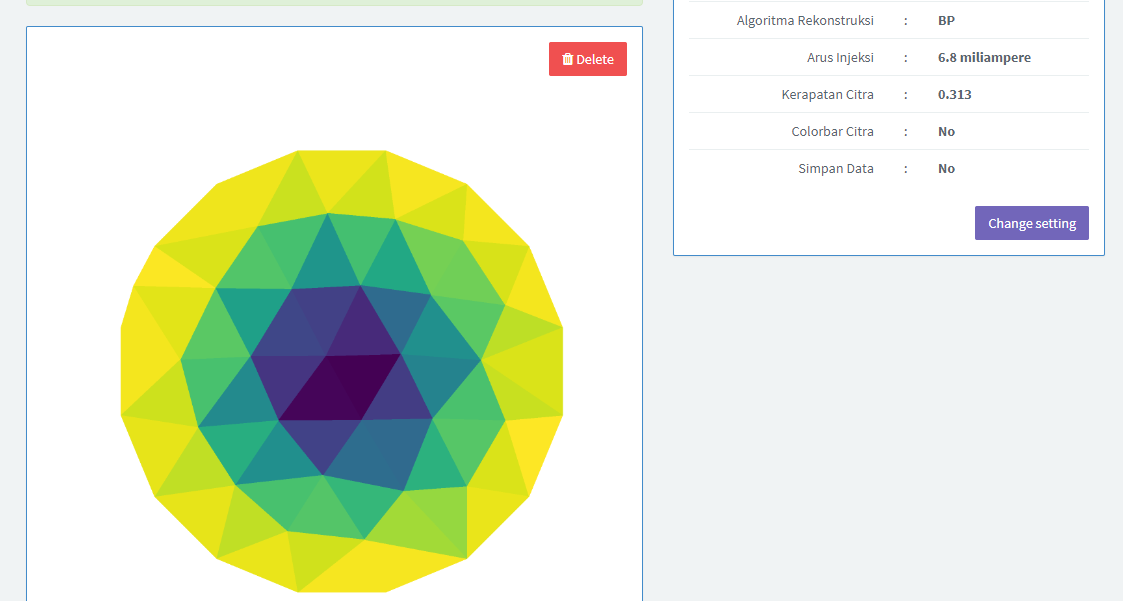 Delete
Algoritma Rekonstruksi : BP
Arus Injeksi : 6.8 miliampere
Kerapatan Citra : 0.313
Colorbar Citra : No
Simpan Data : No
Change setting